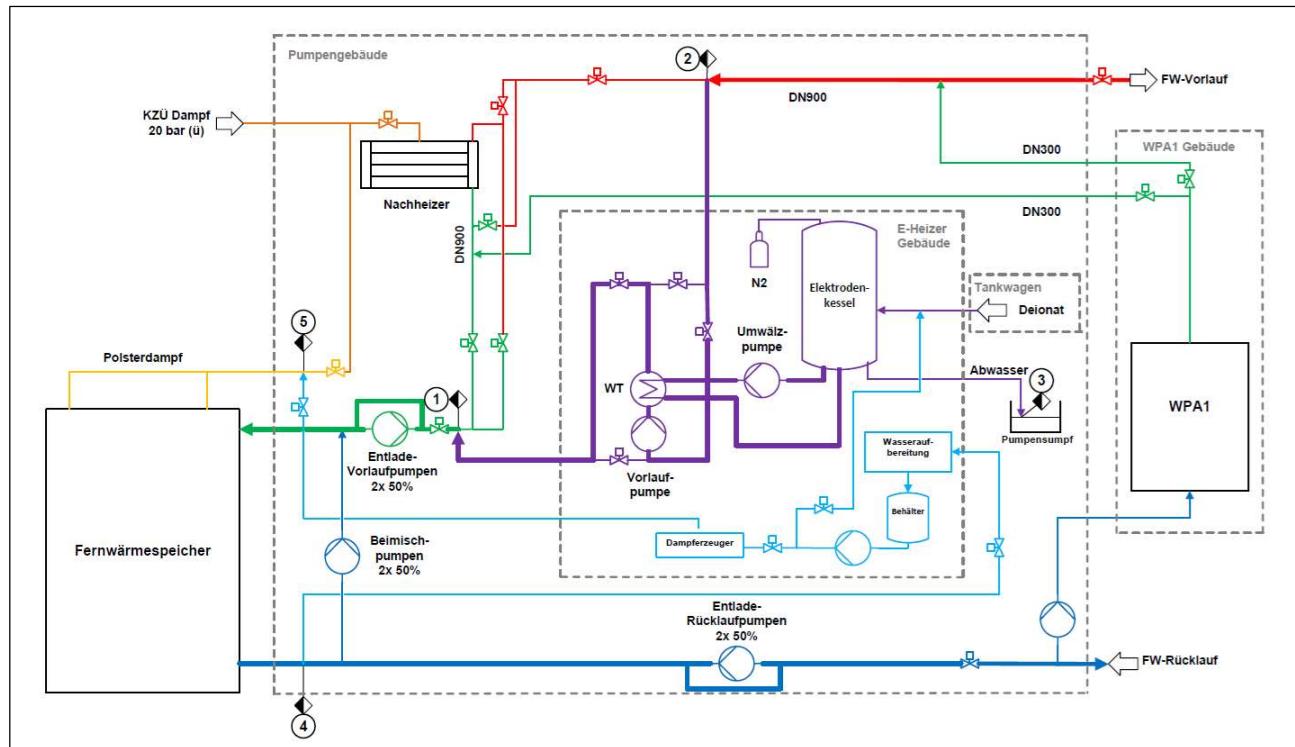 Pumpengebäude
2
FW-Vorlauf
DN900
KZÜ Dampf
20 bar (ü)
WPA1 Gebäude
DN300
Nachheizer
DN300
E-Heizer
Gebäude
DN900
N2
Elektroden-
kessel
Tankwagen
Deionat
5
Umwälz-
pumpe
Polsterdampf
Abwasser
WT
3
1
WPA1
Pumpensumpf
Wasserauf-
bereitung
Entlade-
Vorlaufpumpen
2x 50%
Vorlauf-
pumpe
Behälter
Fernwärmespeicher
Dampferzeuger
Beimisch-
pumpen
2x 50%
Entlade-
Rücklaufpumpen
2x 50%
FW-Rücklauf
4